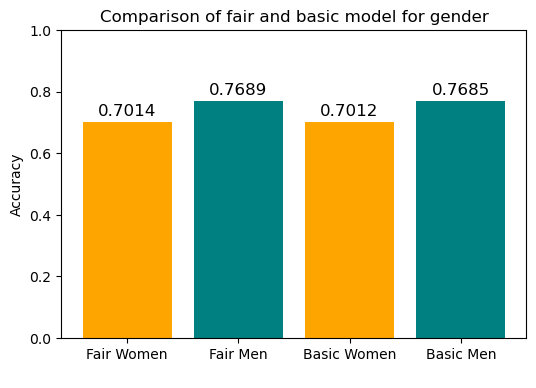 Comparison of fair and basic model for gender
1.0
0.8
0.6
0.4
0.2
0.0
Accuracy
0.7014
0.7689
0.7012
0.7685
Fair Women
Fair Men
Basic Women
Basic Men